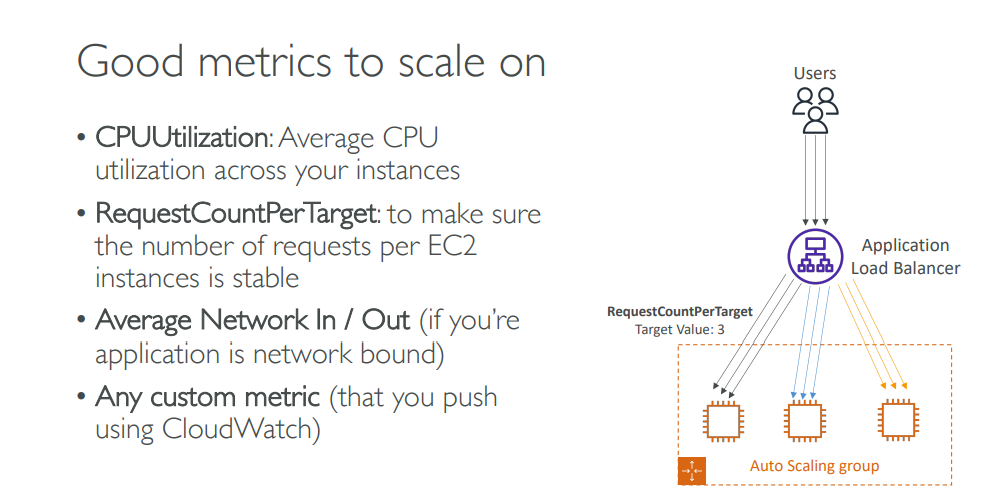 Good metrics to scale on
• CPUUtilization: Average CPU
utilization across your instances
• RequestCountPerTarget: to make sure
the number of requests per EC2
instances is stable
• Average Network In / Out (if you’re
application is network bound)
• Any custom metric (that you push
using CloudWatch)
Users
Application
Load Balancer
RequestCountPerTarget
Target Value: 3
Auto Scaling group